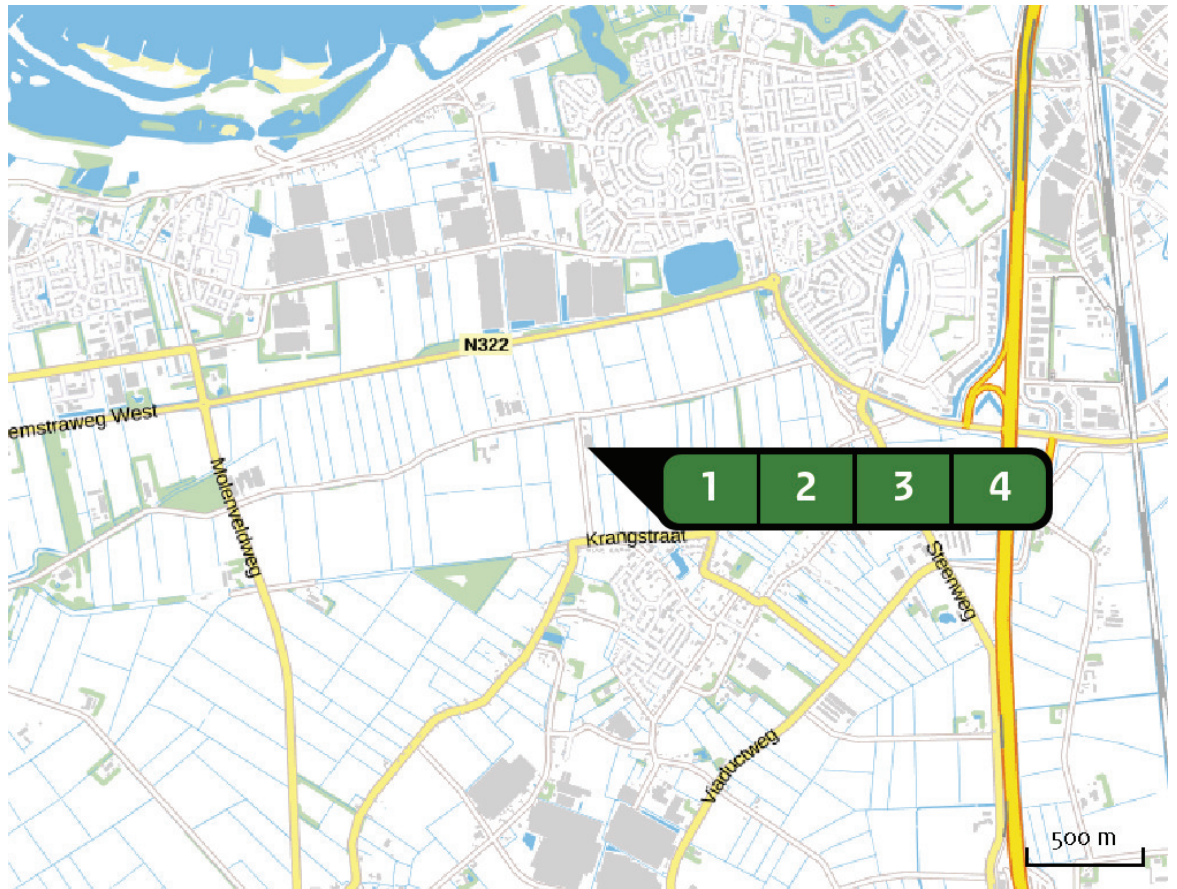 N322
emstraweg West
Molenveldweg
1 2 3 4
Krangstraat
Steenweg
Viaductweg
500 m